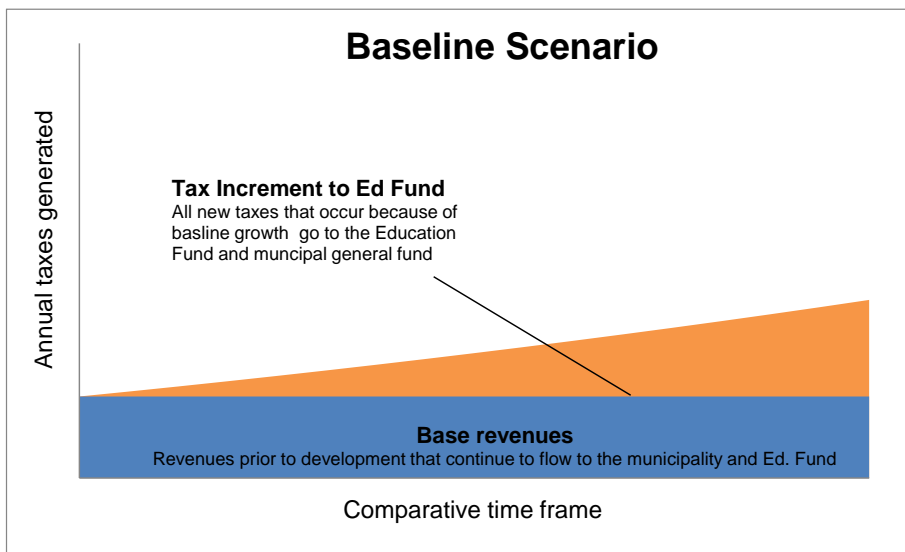 Baseline Scenario
Annual taxes generated
Tax Increment to Ed Fund
All new taxes that occur because of
basline growth  go to the Education
Fund and muncipal general fund
Base revenues
Revenues prior to development that continue to flow to the municipality and Ed. Fund
Comparative time frame